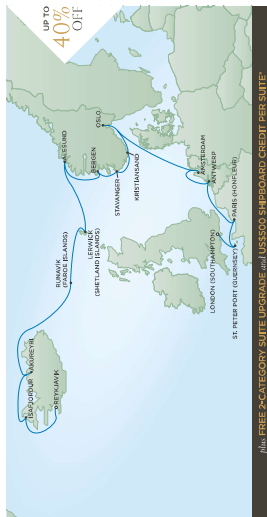 UP TO
40%
OFF
OSLO
ALESUND
BERGEN
STAVANGER
KRISTIANSAND
AMSTERDAM
ANTWERP
LERWICK
(SHETLAND ISLANDS)
RUNAVIK
(FAROE ISLANDS)
PARIS (HONFLEUR)
LONDON (SOUTHAMPTON)
ST. PETER PORT (GUERNSEY)
AKUREYRI
ISAFJORDUR
REYKJAVIK
plus FREE 2-CATEGORY SUITE UPGRADE and US$500 SHIPBOARD CREDIT PER SUITE*